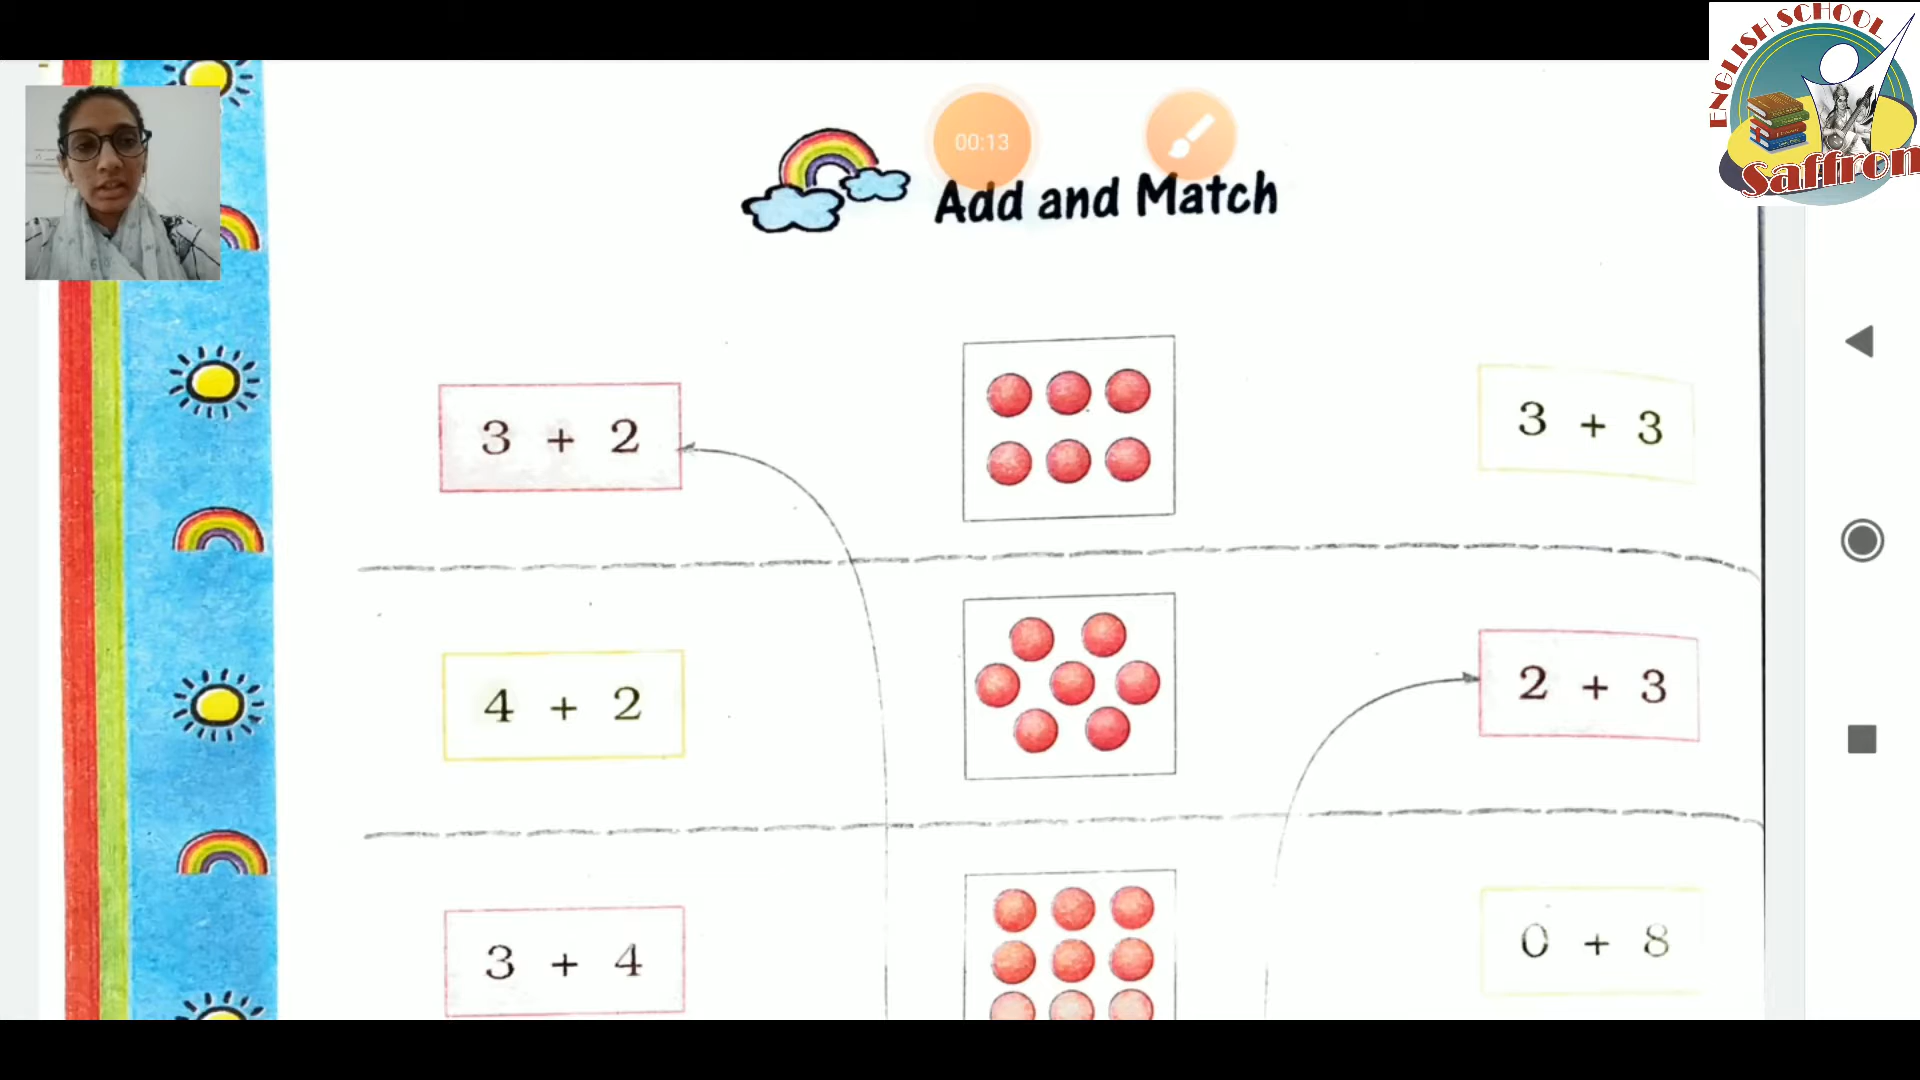 ENGLISH SCHOOL
Saffron
00:13
Add and Match
3 + 2
3 + 3
4 + 2
2 + 3
3 + 4
0 + 8